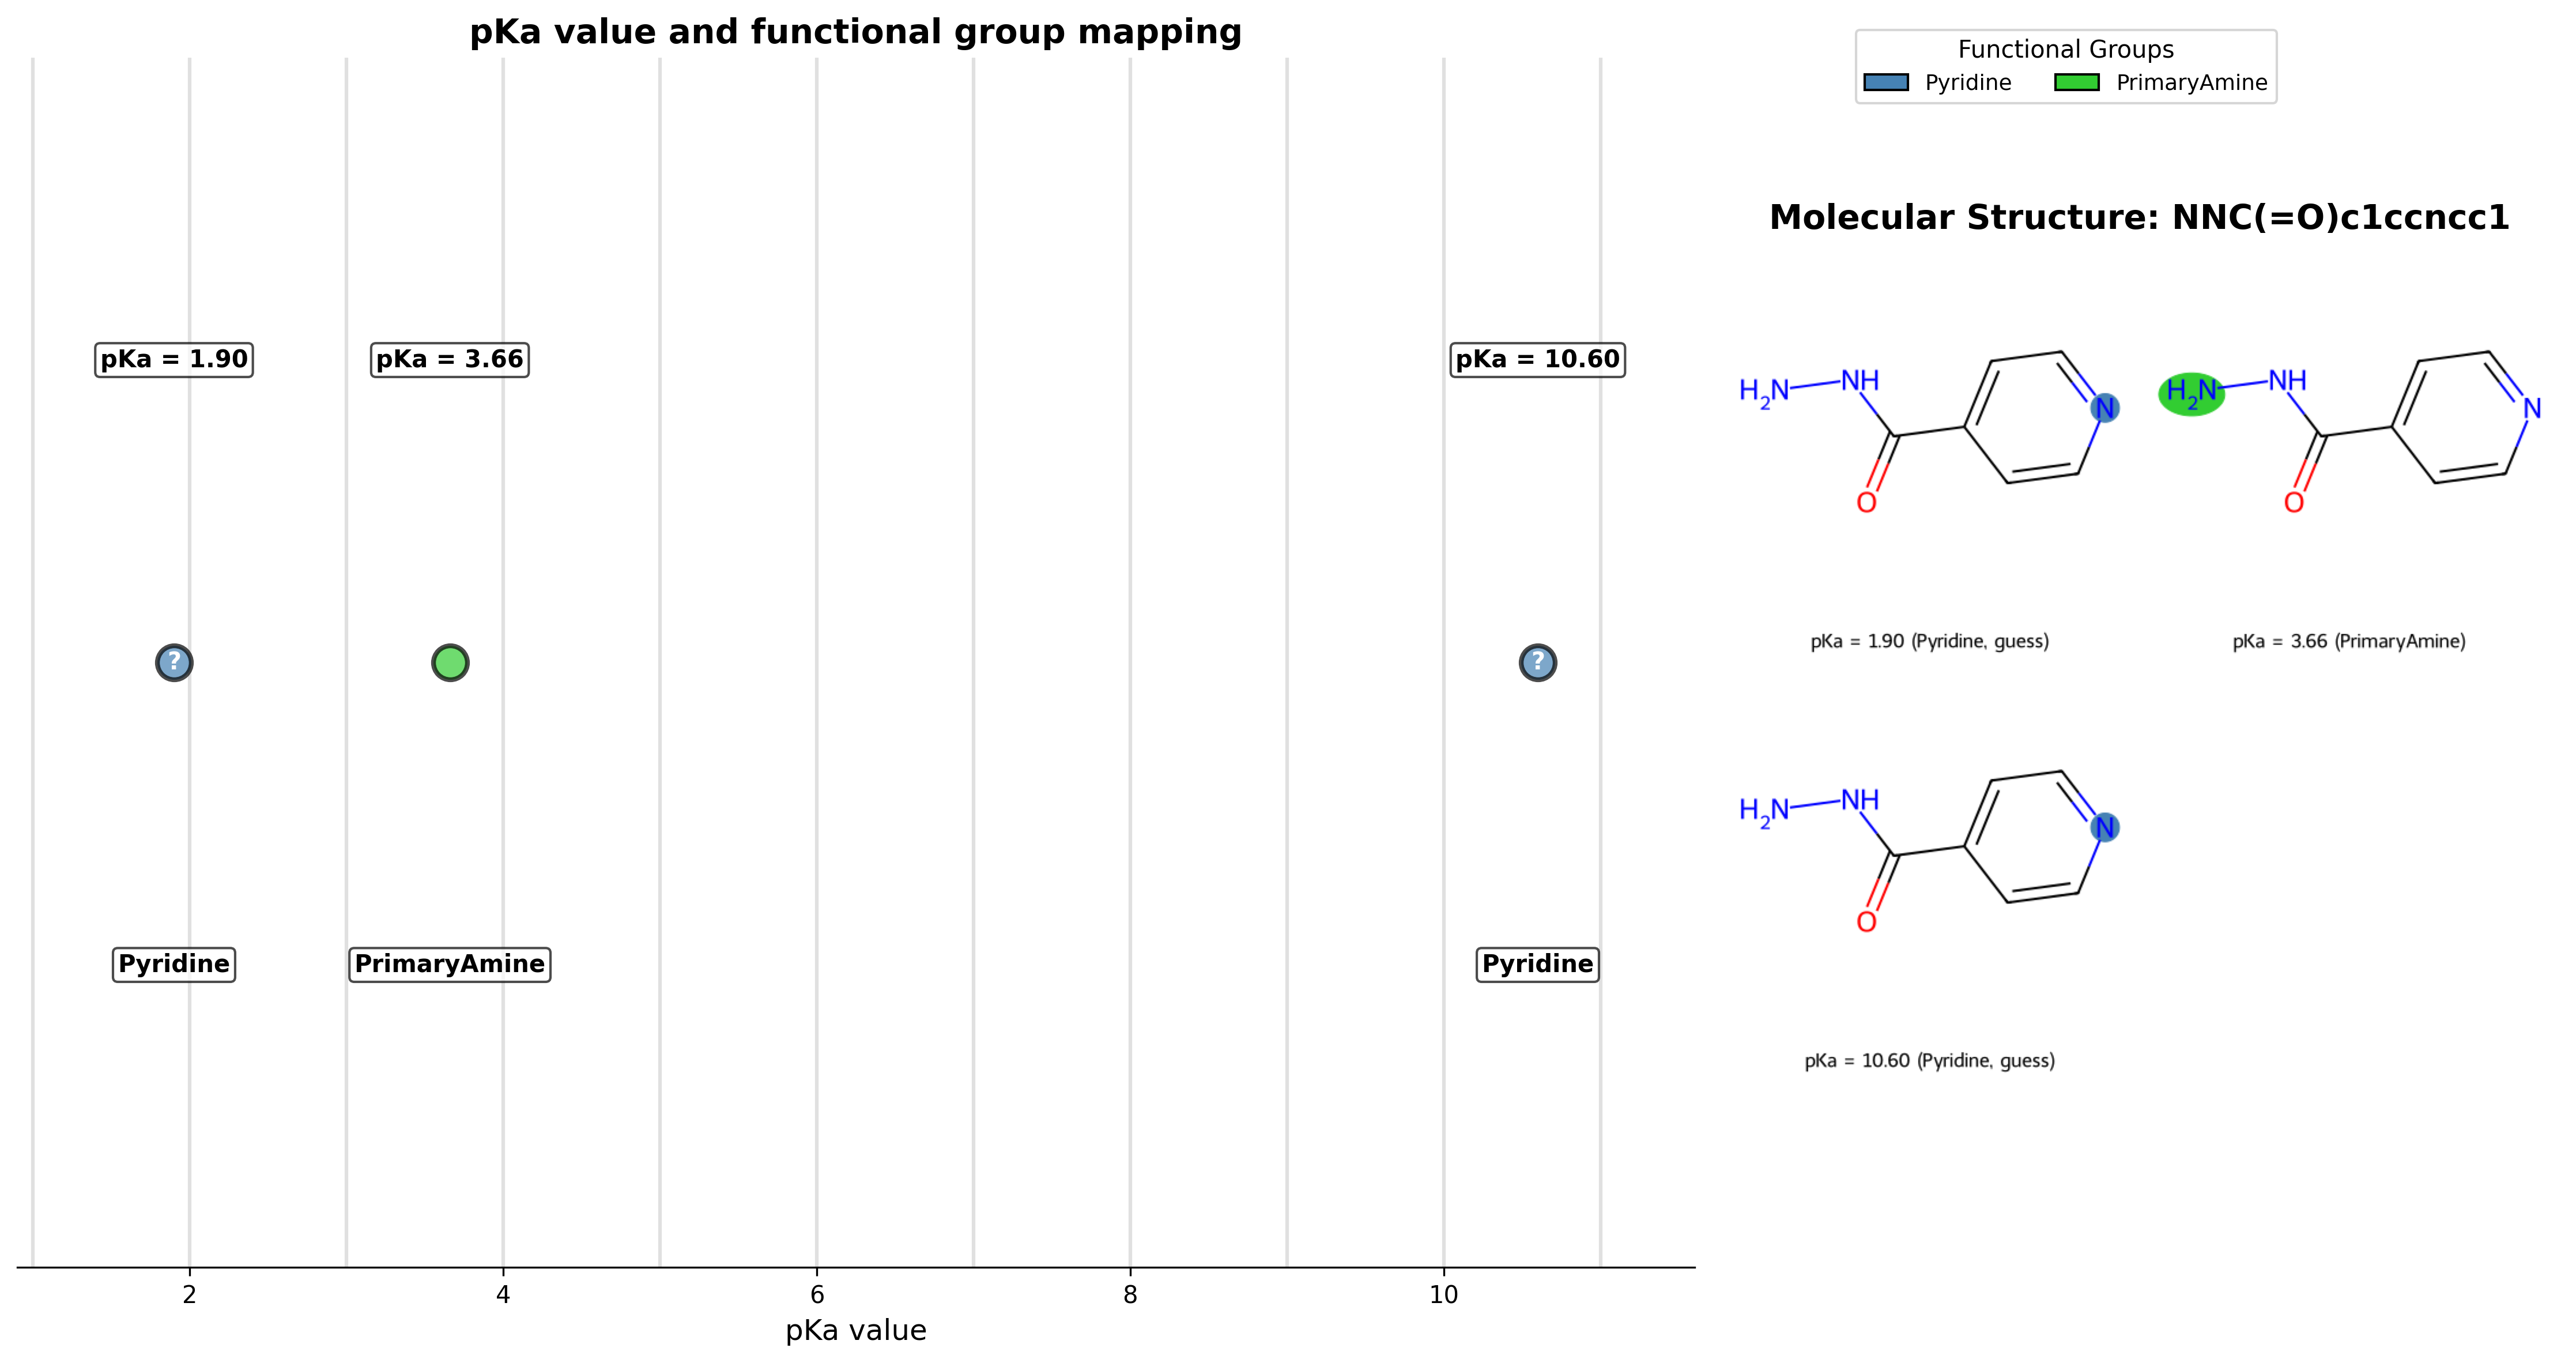 pKa value and functional group mapping
pKa = 1.90
pKa = 3.66
pKa = 10.60
?
?
Pyridine
PrimaryAmine
Pyridine
2
4
6
8
10
pKa value
Functional Groups
Pyridine
PrimaryAmine
Molecular Structure: NNC(=O)c1ccncc1
H2N
NH
N
O
H2N
NH
N
O
pKa = 1.90 (Pyridine, guess)
pKa = 3.66 (PrimaryAmine)
H2N
NH
N
O
pKa = 10.60 (Pyridine, guess)